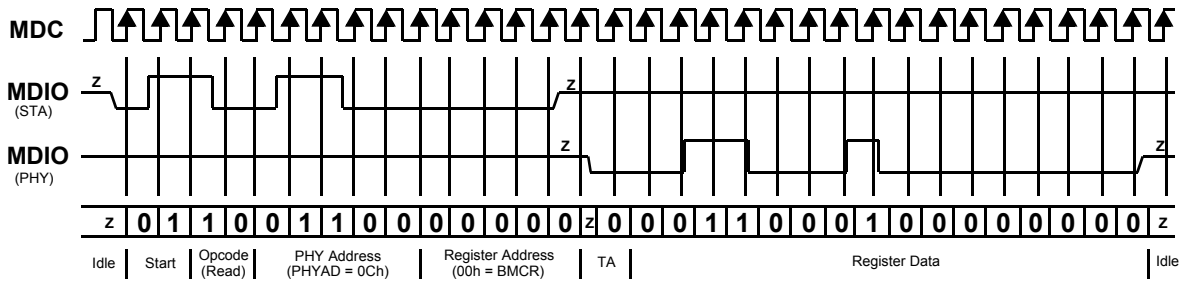 MDC
z z
MDIO
(STA)
z z
MDIO
(PHY)
z 0 1 1 0 0 1 1 0 0 0 0 0 0 0 z 0 0 0 1 1 0 0 0 1 0 0 0 0 0 0 0 0 z
Idle Start Opcode (Read) PHY Address (PHYAD = 0Ch) Register Address (00h = BMCR) TA Register Data Idle